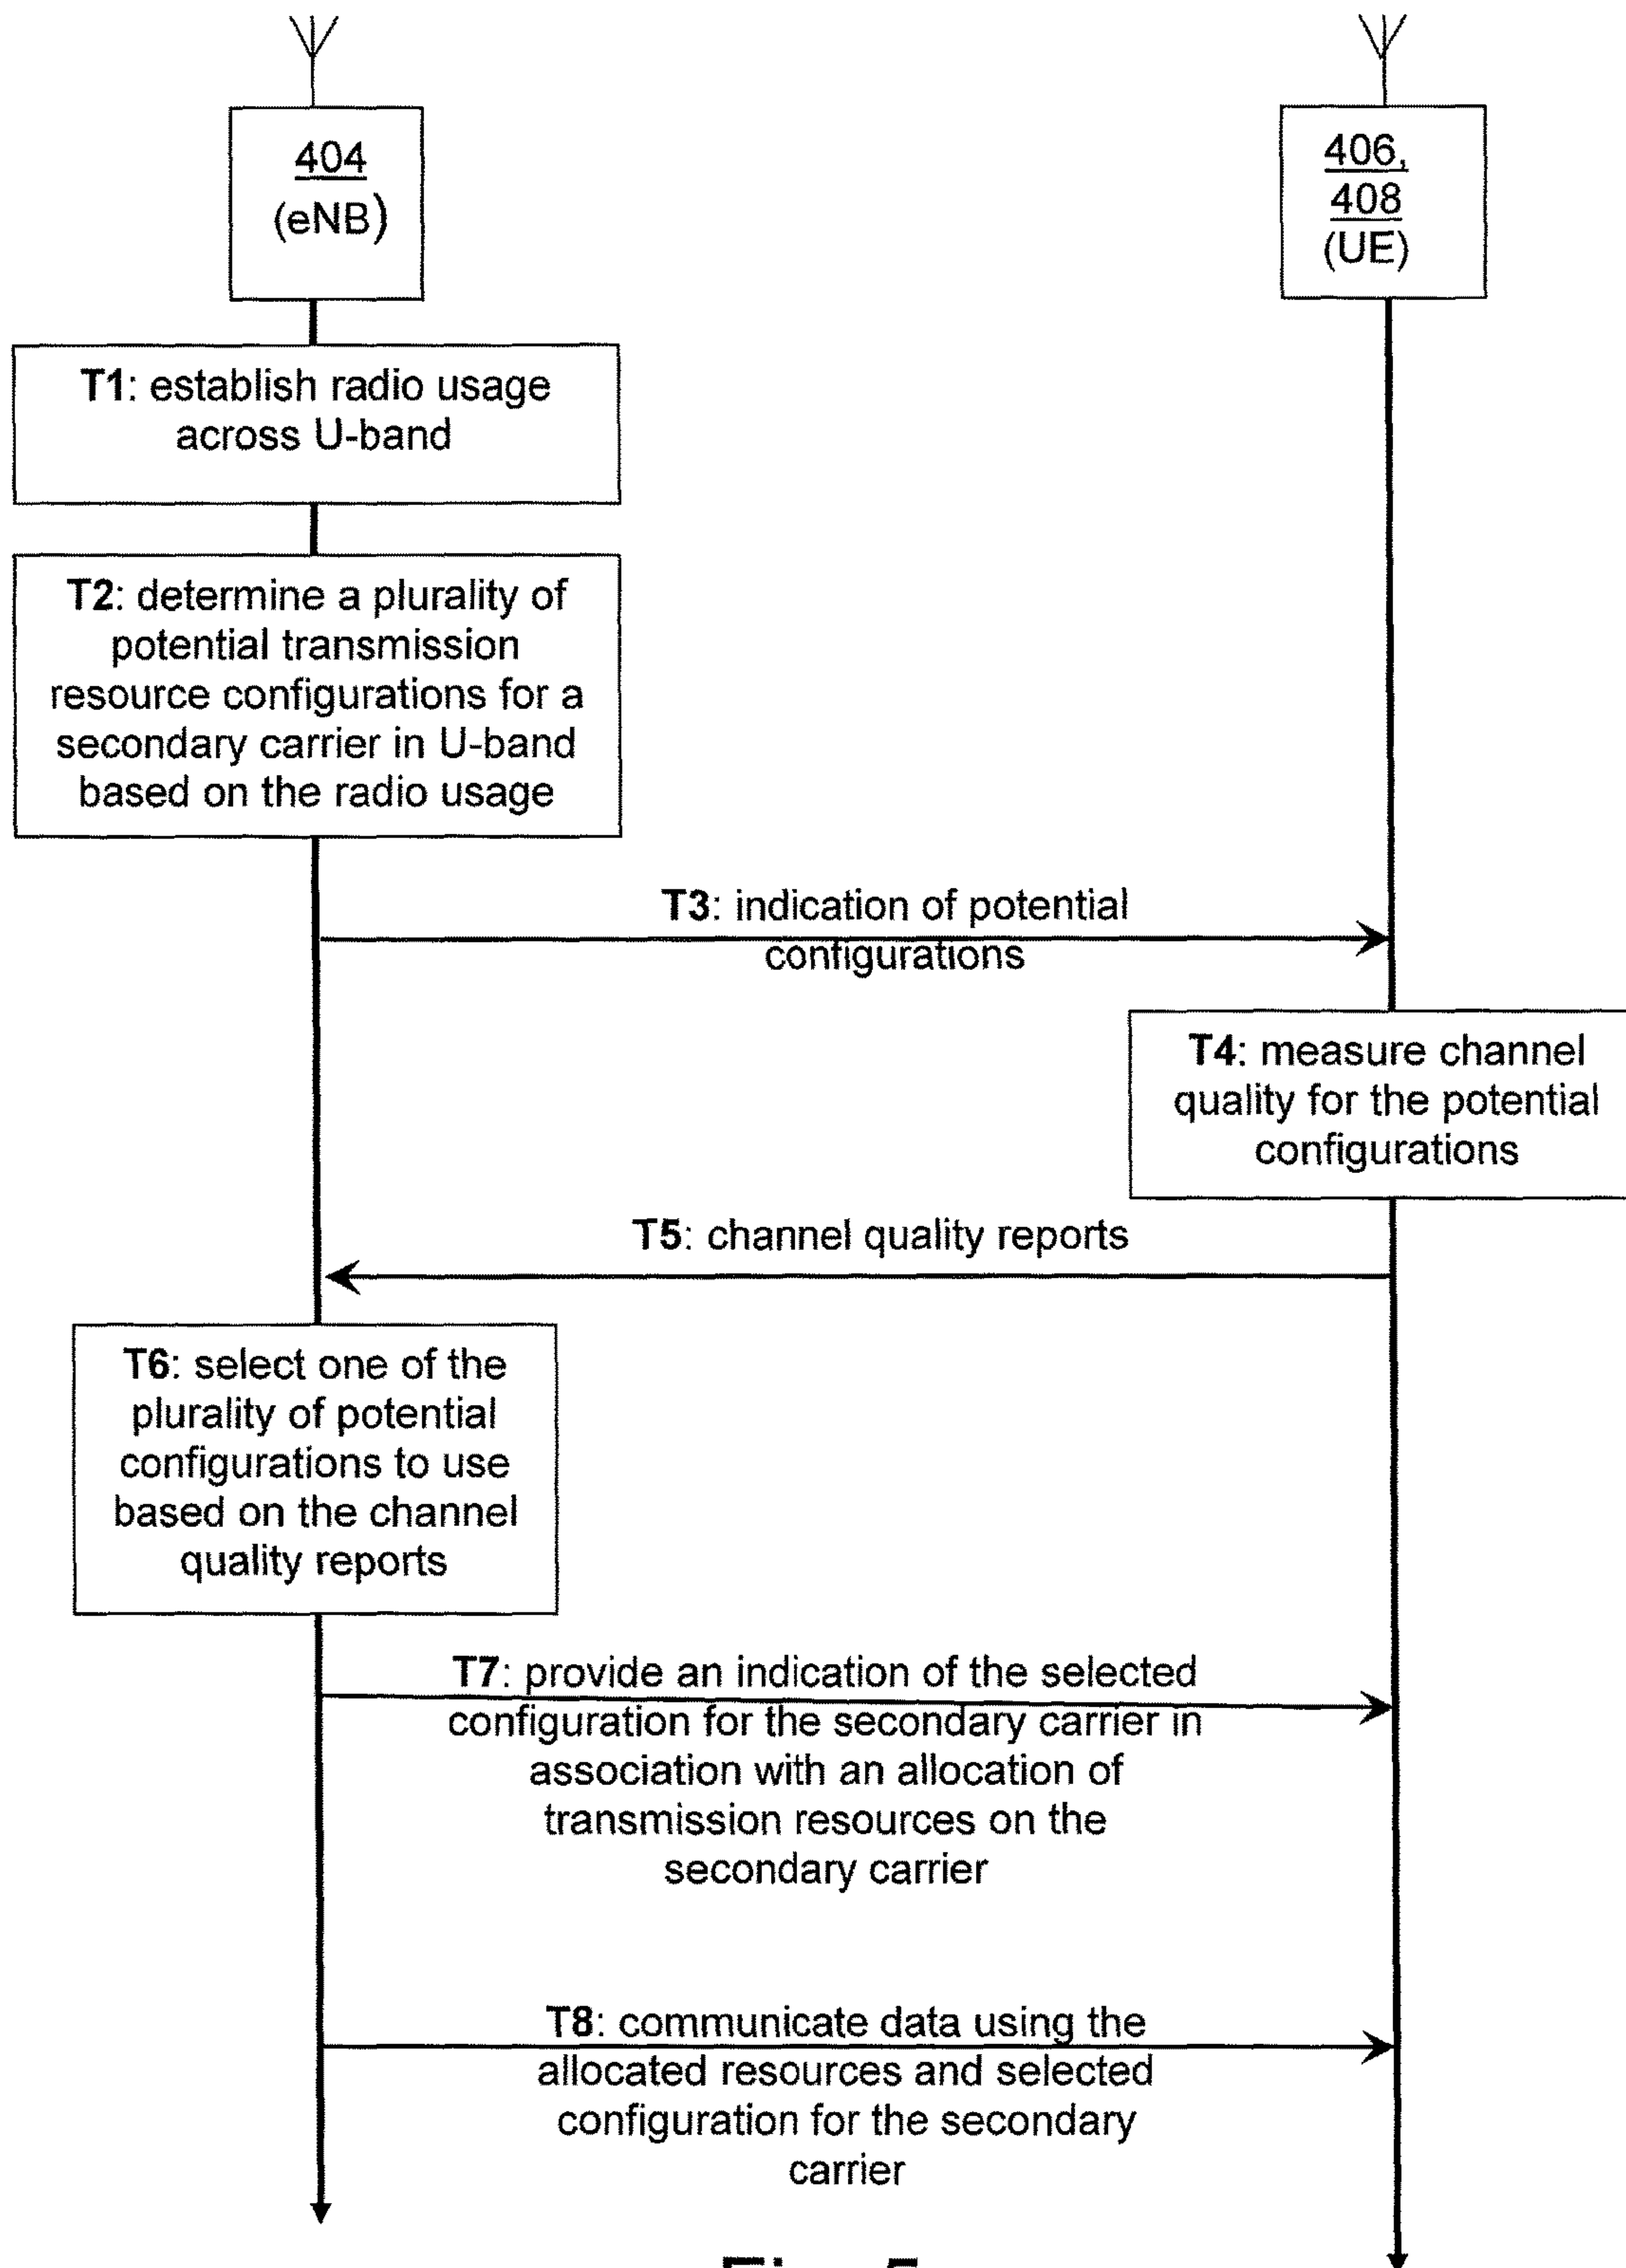 404
(eNB)
406,
408
(UE)
T1: establish radio usage
across U-band
T2: determine a plurality of
potential transmission
resource configurations for a
secondary carrier in U-band
based on the radio usage
T3: indication of potential
configurations
T4: measure channel
quality for the potential
configurations
T5: channel quality reports
T6: select one of the
plurality of potential
configurations to use
based on the channel
quality reports
T7: provide an indication of the selected
configuration for the secondary carrier in
association with an allocation of
transmission resources on the
secondary carrier
T8: communicate data using the
allocated resources and selected
configuration for the secondary
carrier